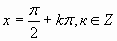 x = π/2 + kπ, κ ∈ Z